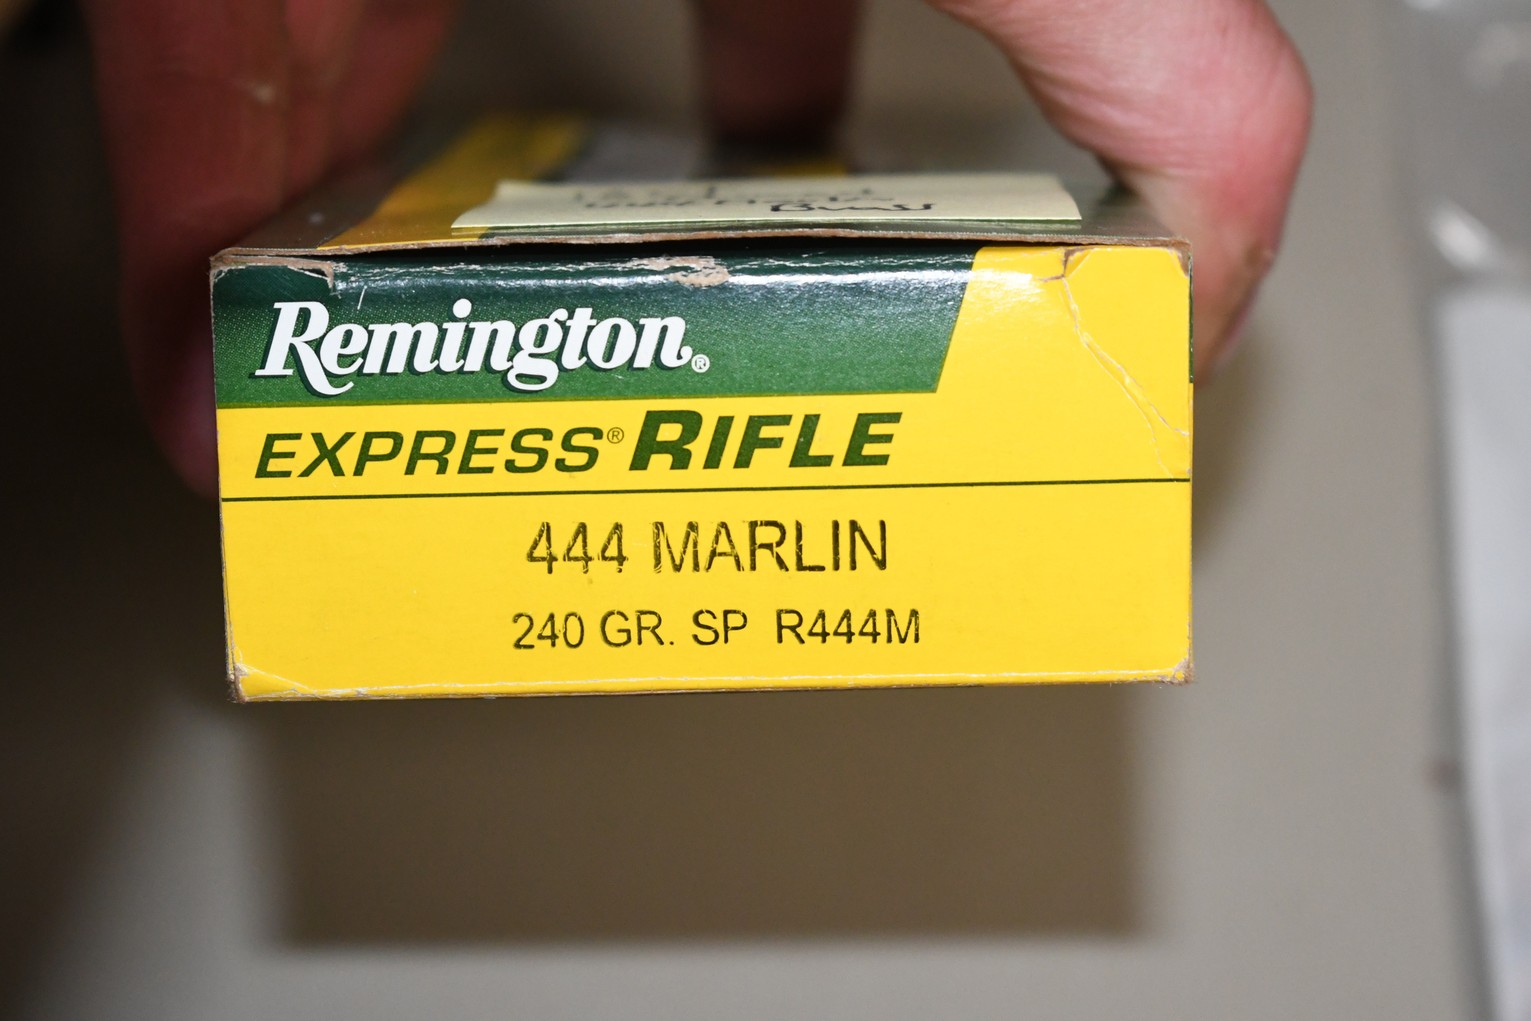 Remington®
EXPRESS® RIFLE
444 MARLIN
240 GR. SP R444M